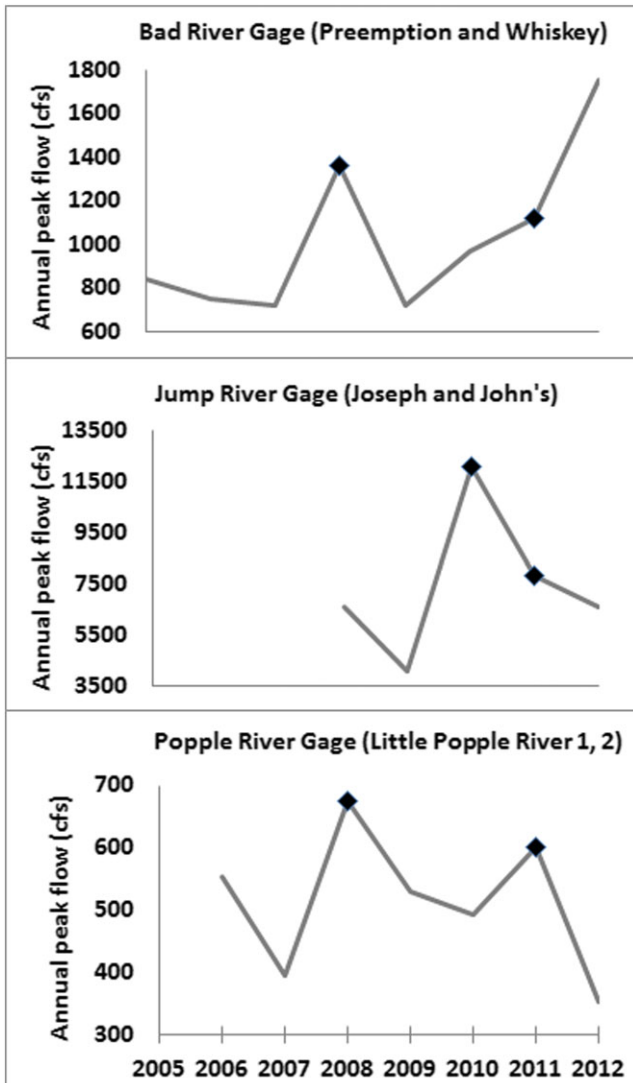 Bad River Gage (Preemption and Whiskey)
Annual peak flow (cfs)
1800
1600
1400
1200
1000
800
600
Jump River Gage (Joseph and John's)
Annual peak flow (cfs)
13500
11500
9500
7500
5500
3500
Popple River Gage (Little Popple River 1, 2)
Annual peak flow (cfs)
700
600
500
400
300
2005 2006 2007 2008 2009 2010 2011 2012